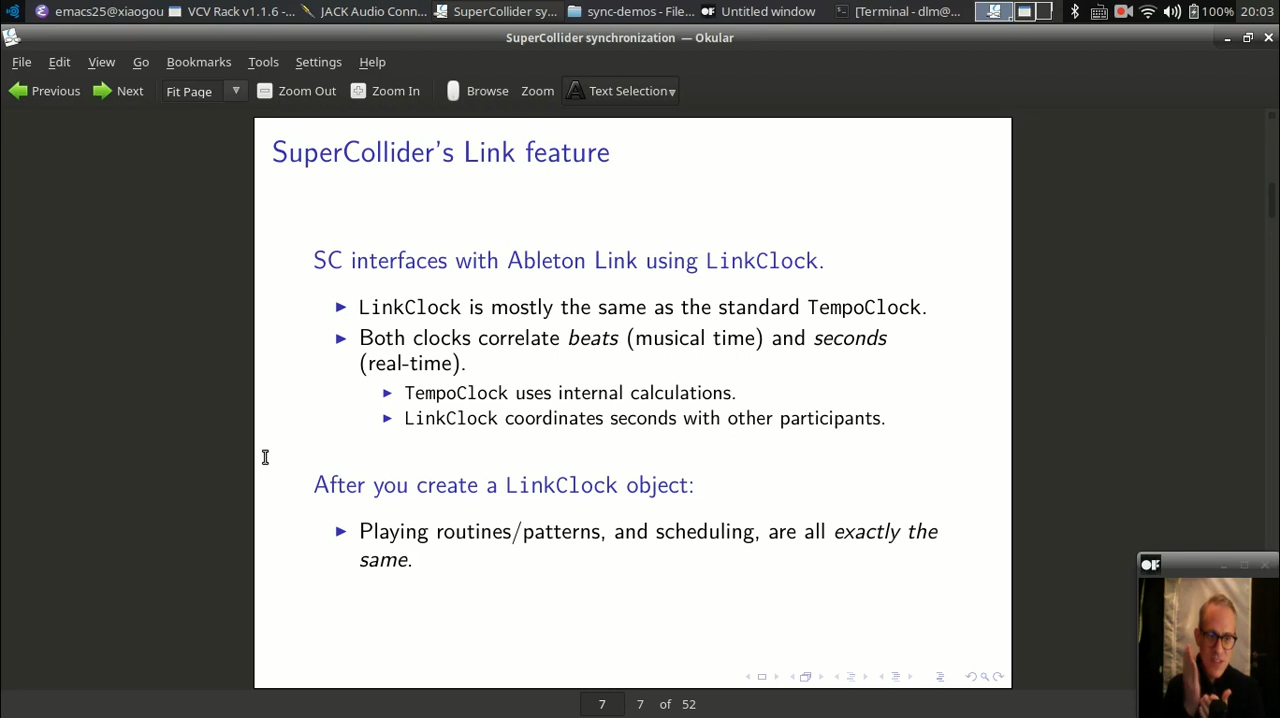 emacs25@xiaogou VCV Rack v1.1.6 -... JACK Audio Conn... SuperCollider sy... sync-demos - File... Untitled window [Terminal - dlm@... 100% 20:03
SuperCollider synchronization — Okular
File Edit View Go Bookmarks Tools Settings Help
Previous Next Fit Page Zoom Out Zoom In Browse Zoom Text Selection
SuperCollider's Link feature
SC interfaces with Ableton Link using LinkClock.
LinkClock is mostly the same as the standard TempoClock.
Both clocks correlate beats (musical time) and seconds
(real-time).
TempoClock uses internal calculations.
LinkClock coordinates seconds with other participants.
After you create a LinkClock object:
Playing routines/patterns, and scheduling, are all exactly the
same.
7 7 of 52